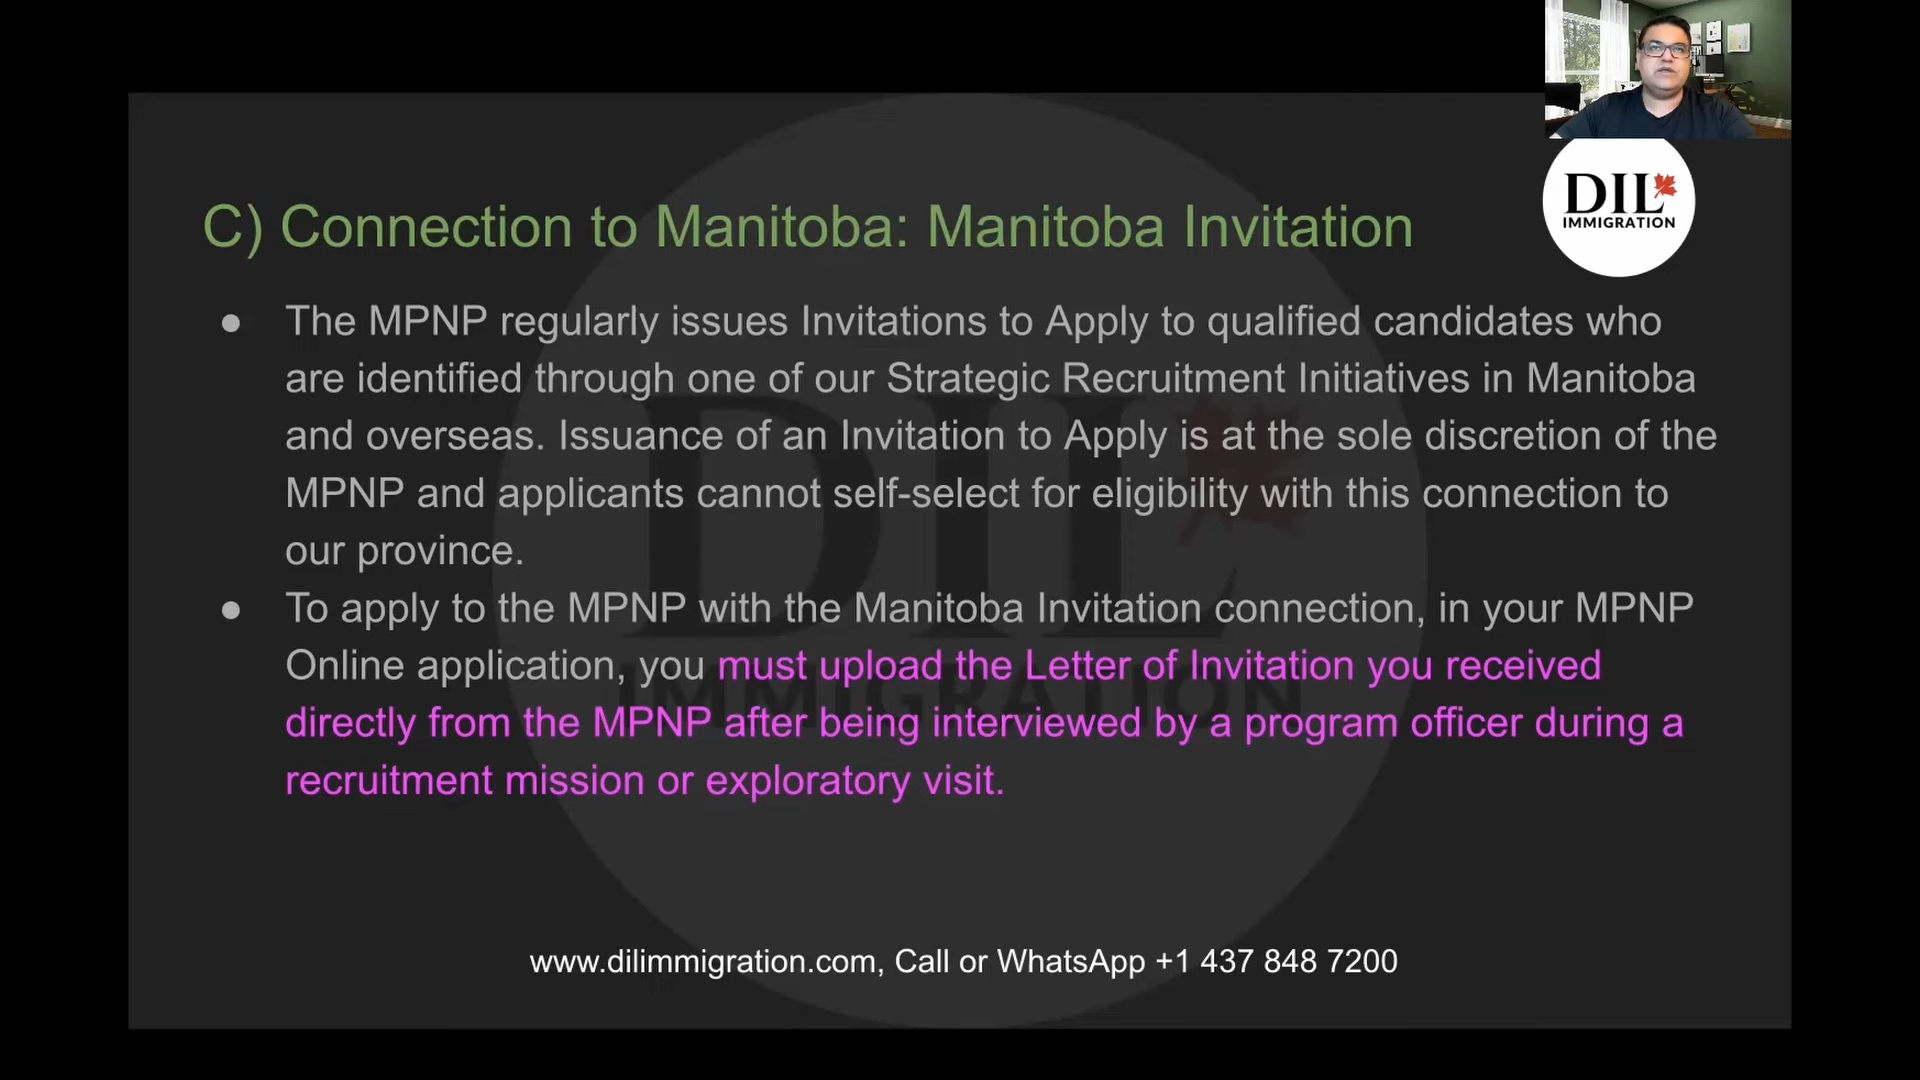 DIL
IMMIGRATION
C) Connection to Manitoba: Manitoba Invitation
● The MPNP regularly issues Invitations to Apply to qualified candidates who
are identified through one of our Strategic Recruitment Initiatives in Manitoba
and overseas. Issuance of an Invitation to Apply is at the sole discretion of the
MPNP and applicants cannot self-select for eligibility with this connection to
our province.
● To apply to the MPNP with the Manitoba Invitation connection, in your MPNP
Online application, you must upload the Letter of Invitation you received
directly from the MPNP after being interviewed by a program officer during a
recruitment mission or exploratory visit.
DIL
IMMIGRATION
www.dilimmigration.com, Call or WhatsApp +1 437 848 7200